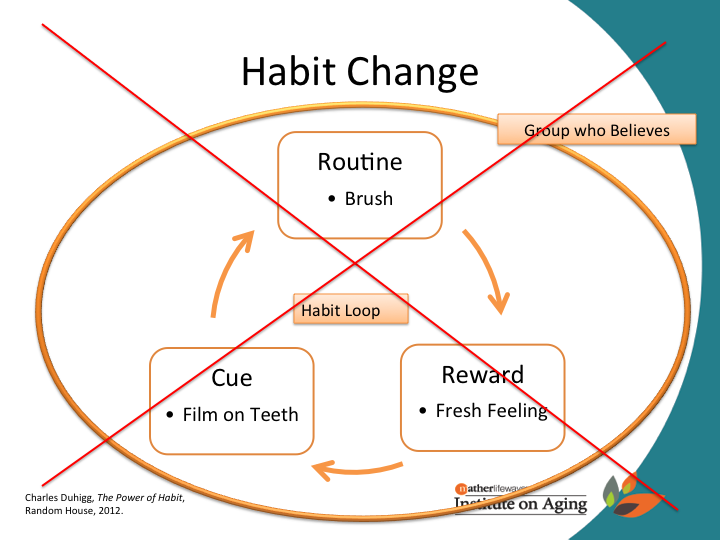 Habit Change
Group who Believes
Routine
• Brush
Habit Loop
Cue
• Film on Teeth
Reward
• Fresh Feeling
Charles Duhigg, The Power of Habit,
Random House, 2012.
matherlifeways
Institute on Aging